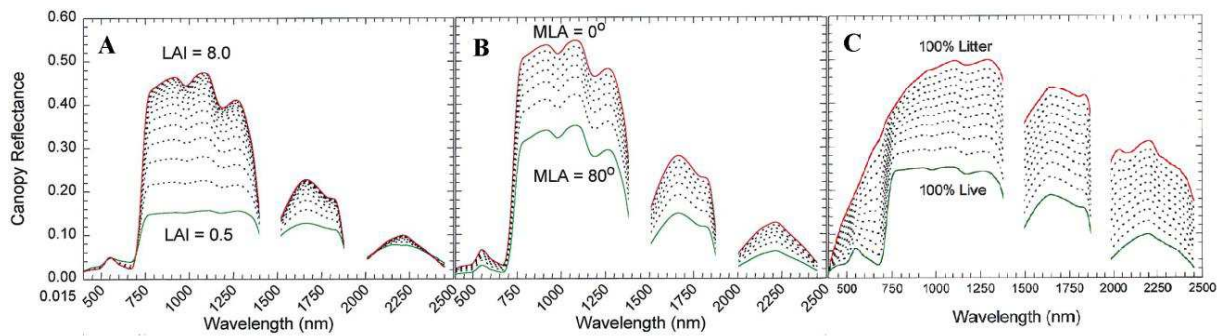 0.60
0.50
0.40
0.30
0.20
0.10
0.00
0.015
Canopy Reflectance
A
LAI = 8.0
LAI = 0.5
500 750 1000 1250 1500 1750 2000 2250 2500
Wavelength (nm)
B
MLA = 0°
MLA = 80°
500 750 1000 1250 1500 1750 2000 2250 2500
Wavelength (nm)
C
100% Litter
100% Live
500 750 1000 1250 1500 1750 2000 2250 2500
Wavelength (nm)